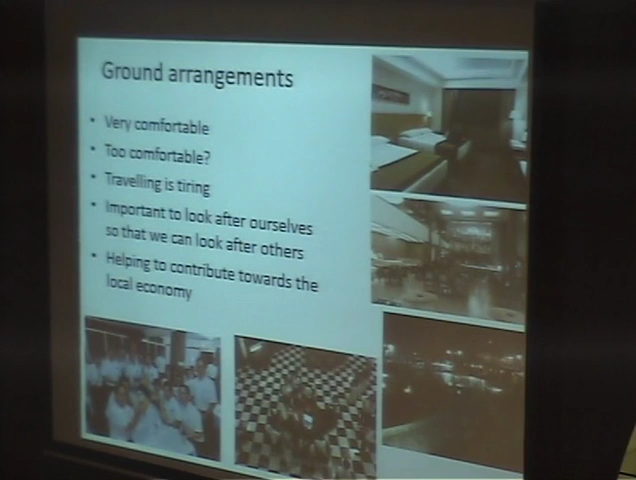 Ground arrangements
• Very comfortable
• Too comfortable?
• Travelling is tiring
• Important to look after ourselves
so that we can look after others
• Helping to contribute towards the
local economy